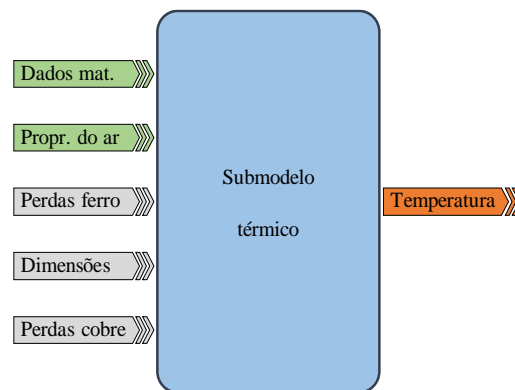 Dados mat.
Propr. do ar
Perdas ferro
Dimensões
Perdas cobre
Submodelo
térmico
Temperatura